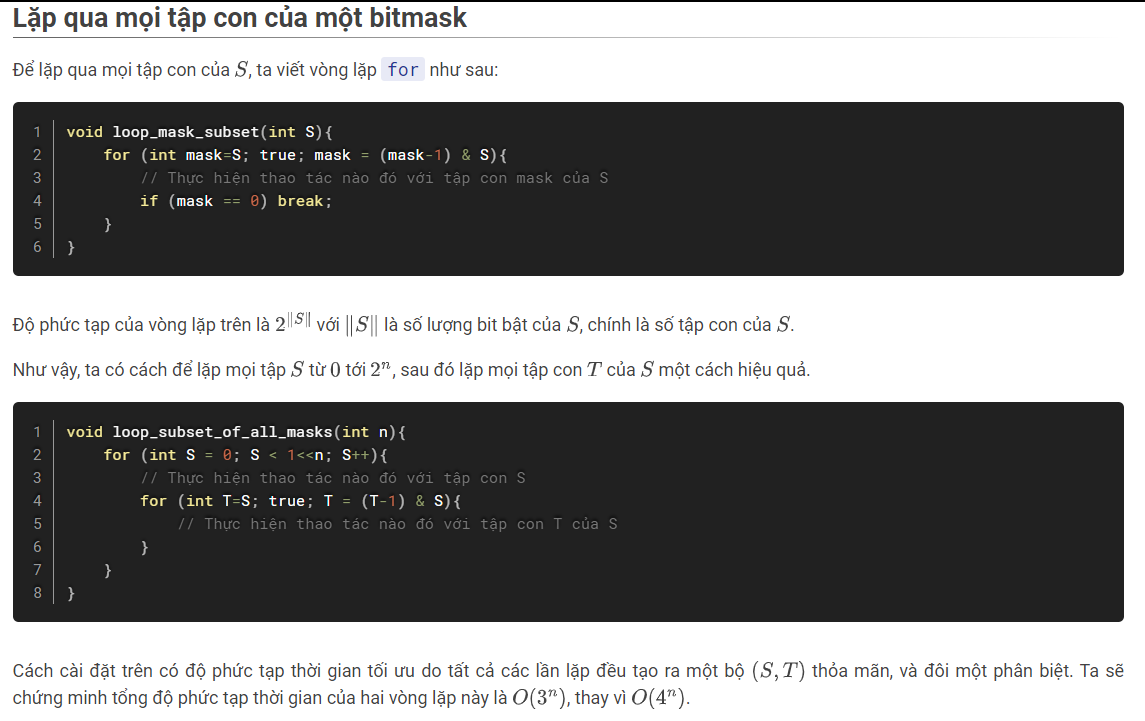 Lặp qua mọi tập con của một bitmask
Để lặp qua mọi tập con của S, ta viết vòng lặp for như sau:
1 void loop_mask_subset(int S){
2     for (int mask=S; true; mask = (mask-1) & S){
3         // Thực hiện thao tác nào đó với tập con mask của S
4         if (mask == 0) break;
5     }
6 }
Độ phức tạp của vòng lặp trên là 2^{||S||} với ||S|| là số lượng bit bật của S, chính là số tập con của S.
Như vậy, ta có cách để lặp mọi tập S từ 0 tới 2^n, sau đó lặp mọi tập con T của S một cách hiệu quả.
1 void loop_subset_of_all_masks(int n){
2     for (int S = 0; S < 1<<n; S++){
3         // Thực hiện thao tác nào đó với tập con S
4         for (int T=S; true; T = (T-1) & S){
5             // Thực hiện thao tác nào đó với tập con T của S
6         }
7     }
8 }
Cách cài đặt trên có độ phức tạp thời gian tối ưu do tất cả các lần lặp đều tạo ra một bộ (S, T) thỏa mãn, và đôi một phân biệt. Ta sẽ
chứng minh tổng độ phức tạp thời gian của hai vòng lặp này là O(3^n), thay vì O(4^n).